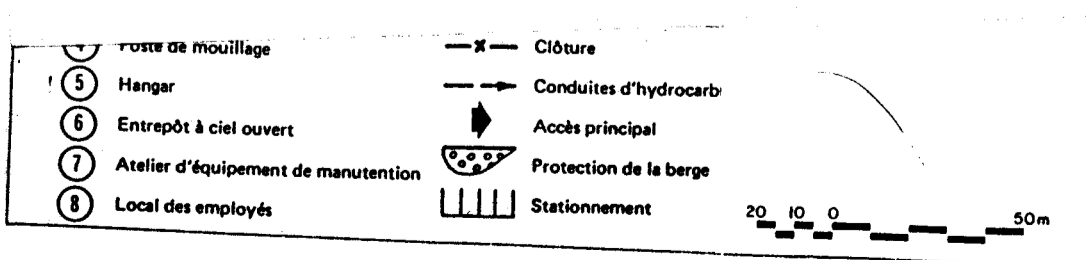 Poste de mouillage
Clôture
5 Hangar
Conduites d'hydrocarb
6 Entrepôt à ciel ouvert
Accès principal
7 Atelier d'équipement de manutention
Protection de la berge
8 Local des employés
Stationnement
20 10 0 50m